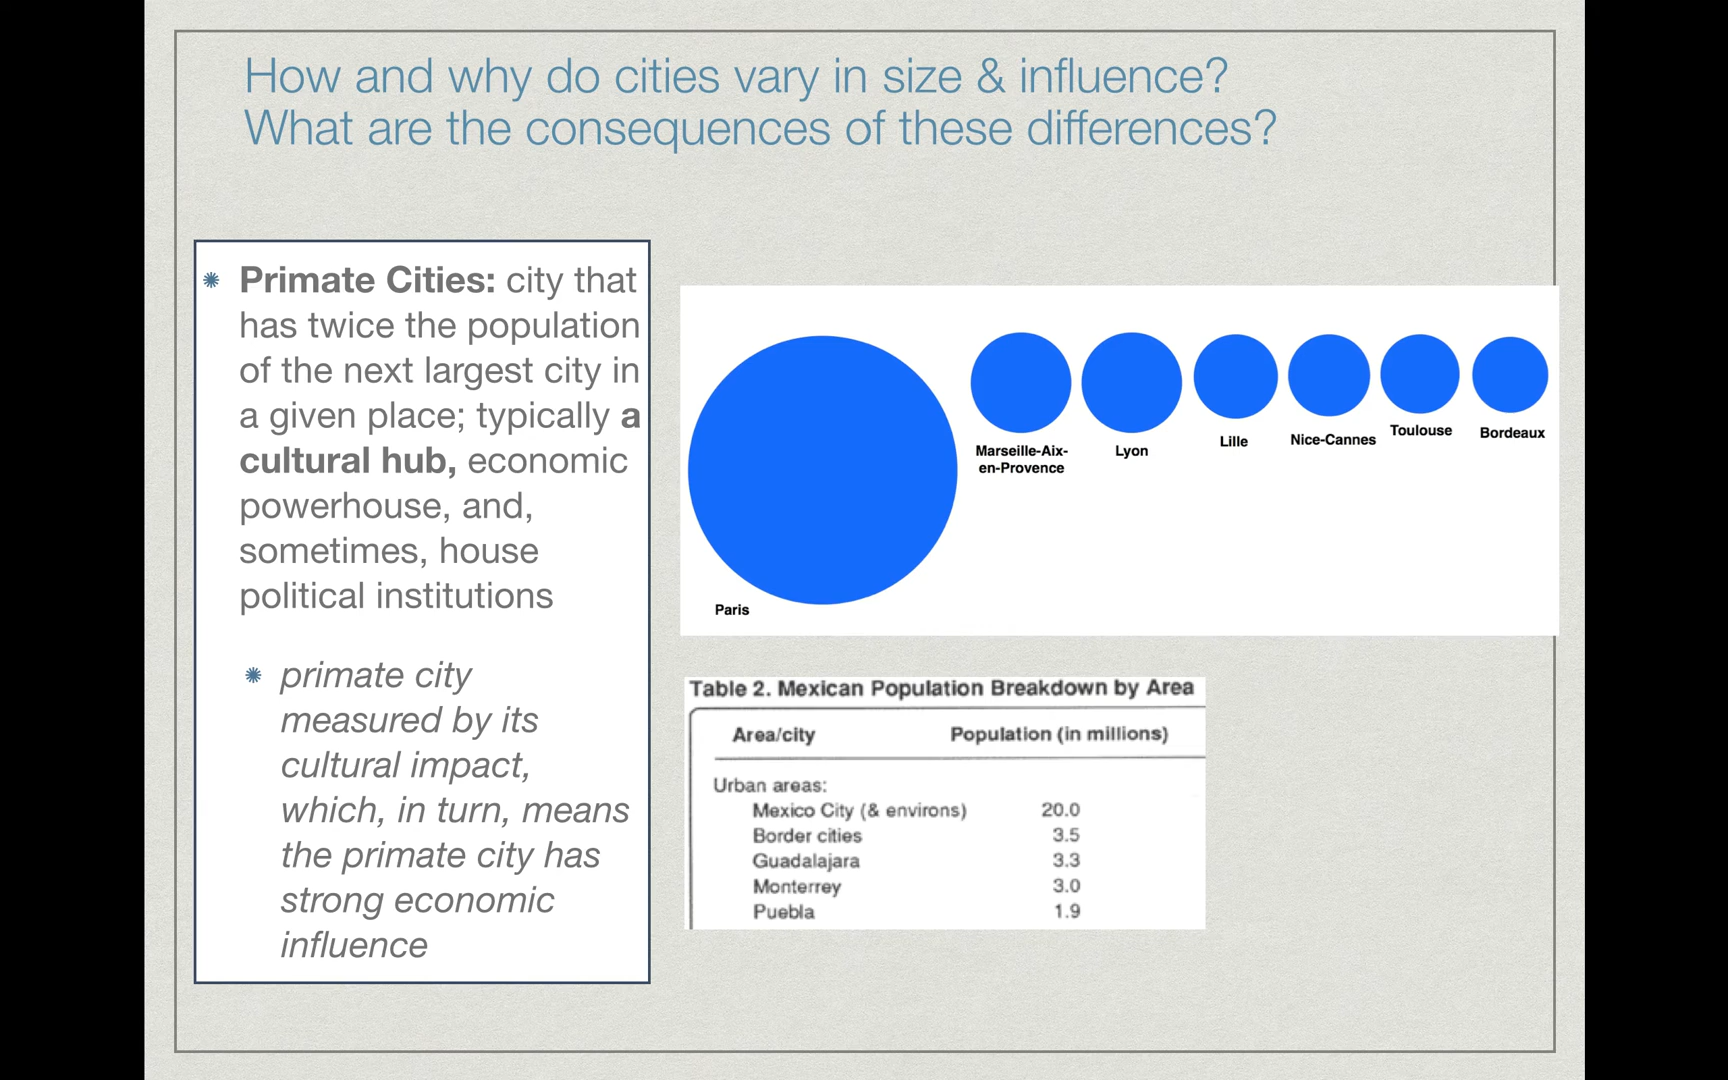 How and why do cities vary in size & influence?
What are the consequences of these differences?
Primate Cities: city that
has twice the population
of the next largest city in
a given place; typically a
cultural hub, economic
powerhouse, and,
sometimes, house
political institutions
primate city
measured by its
cultural impact,
which, in turn, means
the primate city has
strong economic
influence
Paris
Marseille-Aix-
en-Provence
Lyon
Lille
Nice-Cannes
Toulouse
Bordeaux
Table 2. Mexican Population Breakdown by Area
Area/city Population (in millions)
Urban areas:
Mexico City (& environs) 20.0
Border cities 3.5
Guadalajara 3.3
Monterrey 3.0
Puebla 1.9